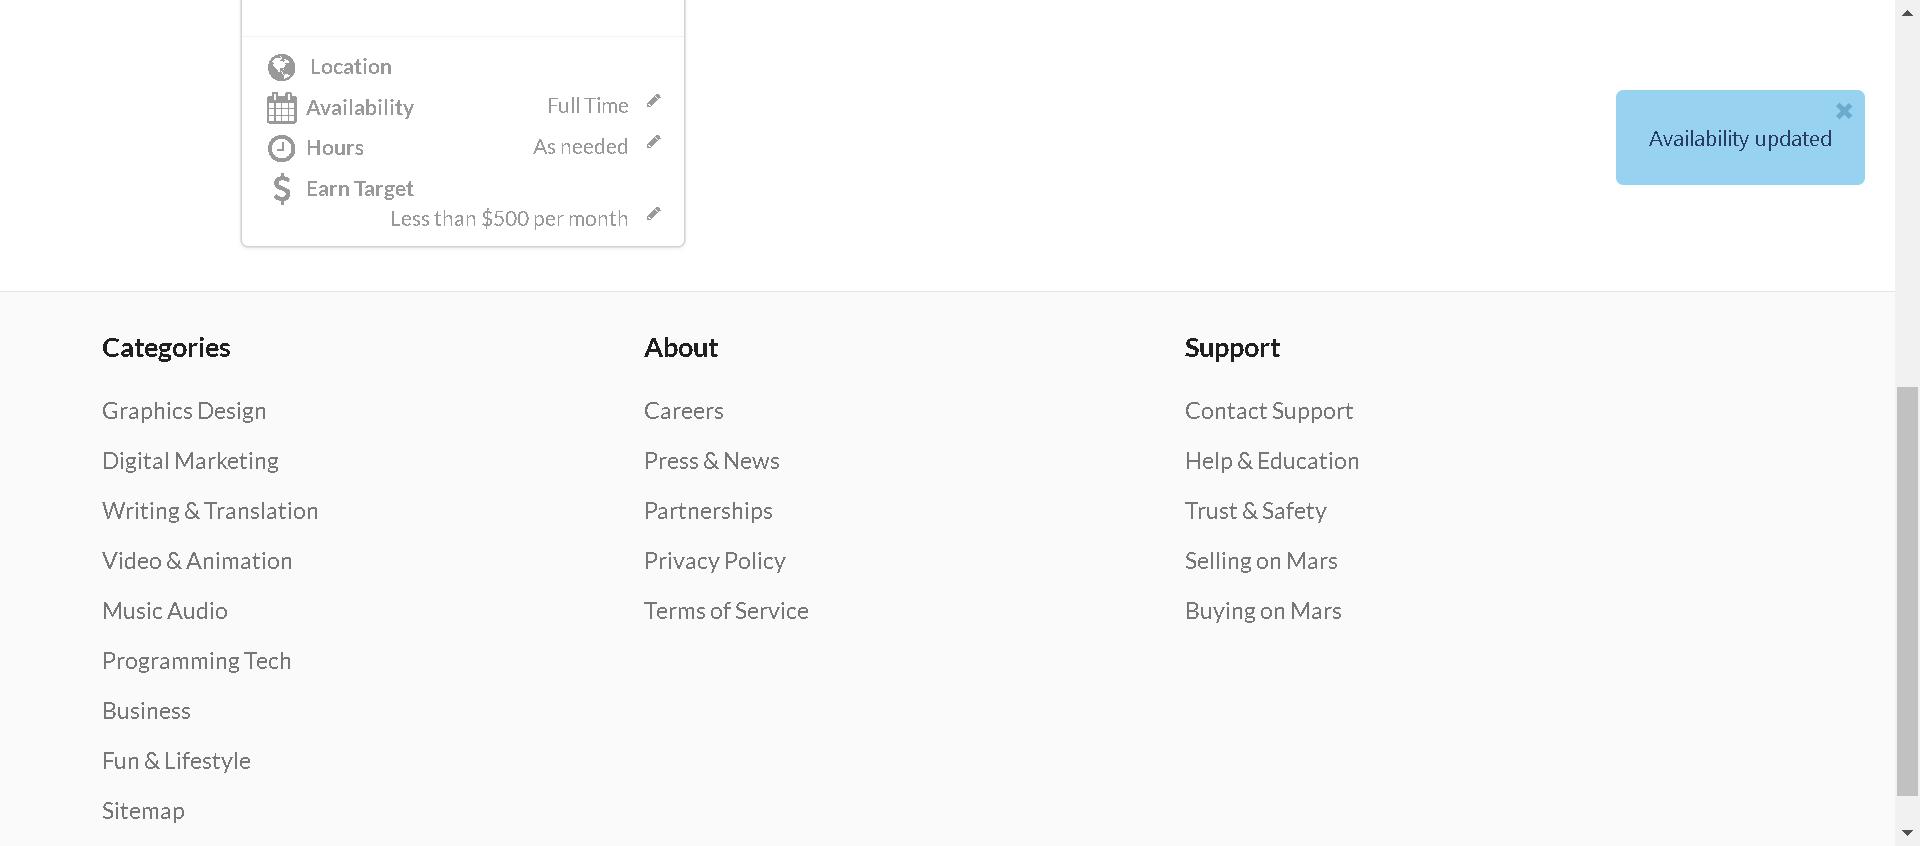 Location
Availability Full Time
Hours As needed
Earn Target
Less than $500 per month
Availability updated
Categories
Graphics Design
Digital Marketing
Writing & Translation
Video & Animation
Music Audio
Programming Tech
Business
Fun & Lifestyle
Sitemap
About
Careers
Press & News
Partnerships
Privacy Policy
Terms of Service
Support
Contact Support
Help & Education
Trust & Safety
Selling on Mars
Buying on Mars